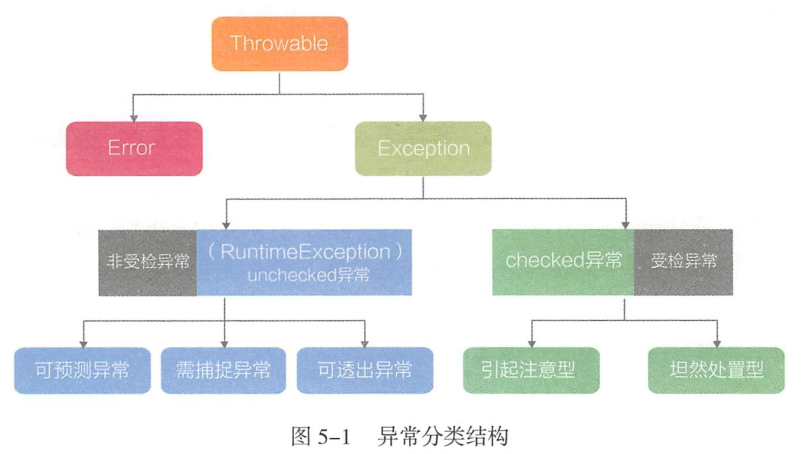 Throwable
Error
Exception
非受检异常
（RuntimeException）
unchecked异常
checked异常
受检异常
可预测异常
需捕捉异常
可透出异常
引起注意型
坦然处置型
图 5-1 异常分类结构